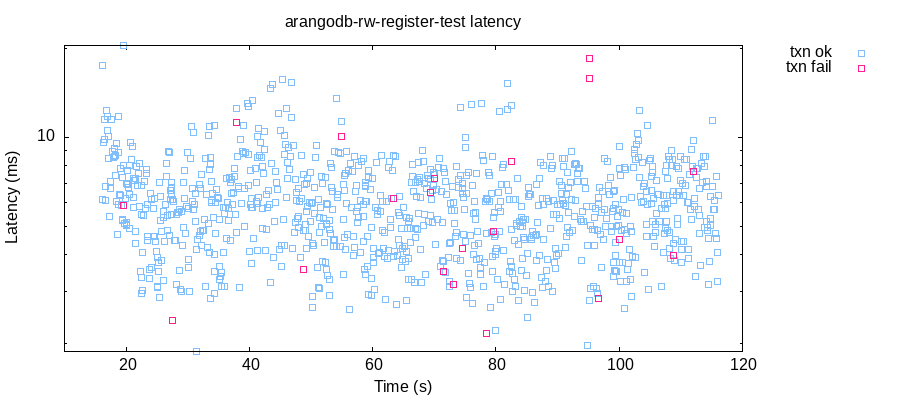 arangodb-rw-register-test latency
txn ok
txn fail
10
Latency (ms)
20 40 60 80 100 120
Time (s)